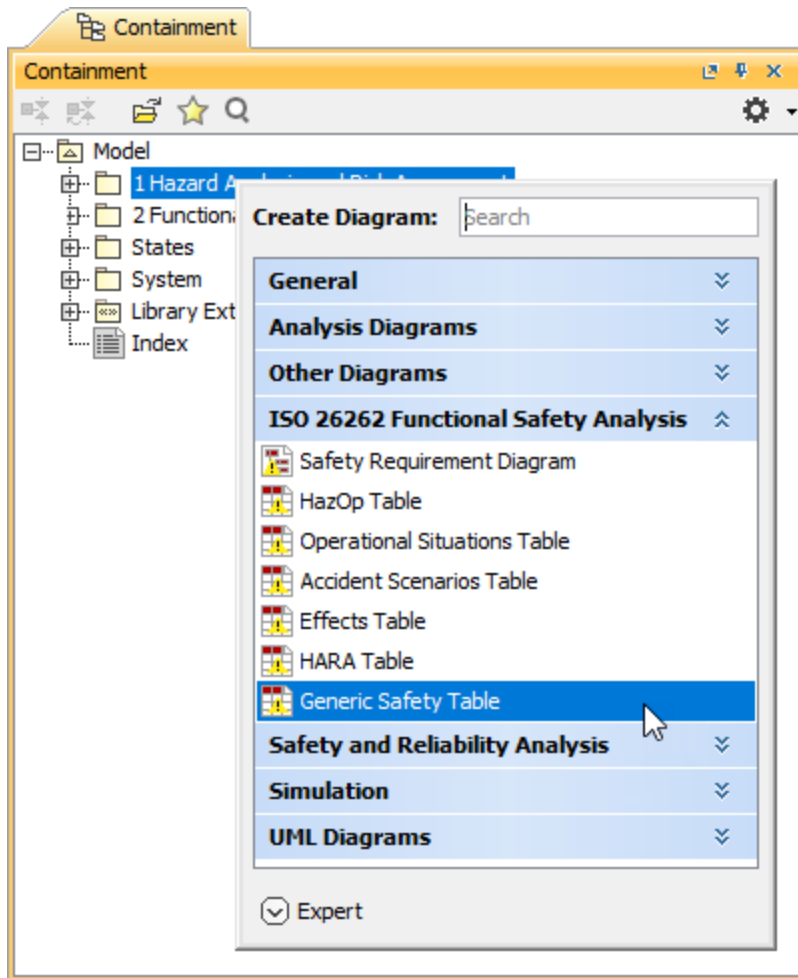 Containment
Containment
Model
1 Hazard
Create Diagram:
Search
2 Function
States
System
Library Ext
Index
General
Analysis Diagrams
Other Diagrams
ISO 26262 Functional Safety Analysis
Safety Requirement Diagram
HazOp Table
Operational Situations Table
Accident Scenarios Table
Effects Table
HARA Table
Generic Safety Table
Safety and Reliability Analysis
Simulation
UML Diagrams
Expert